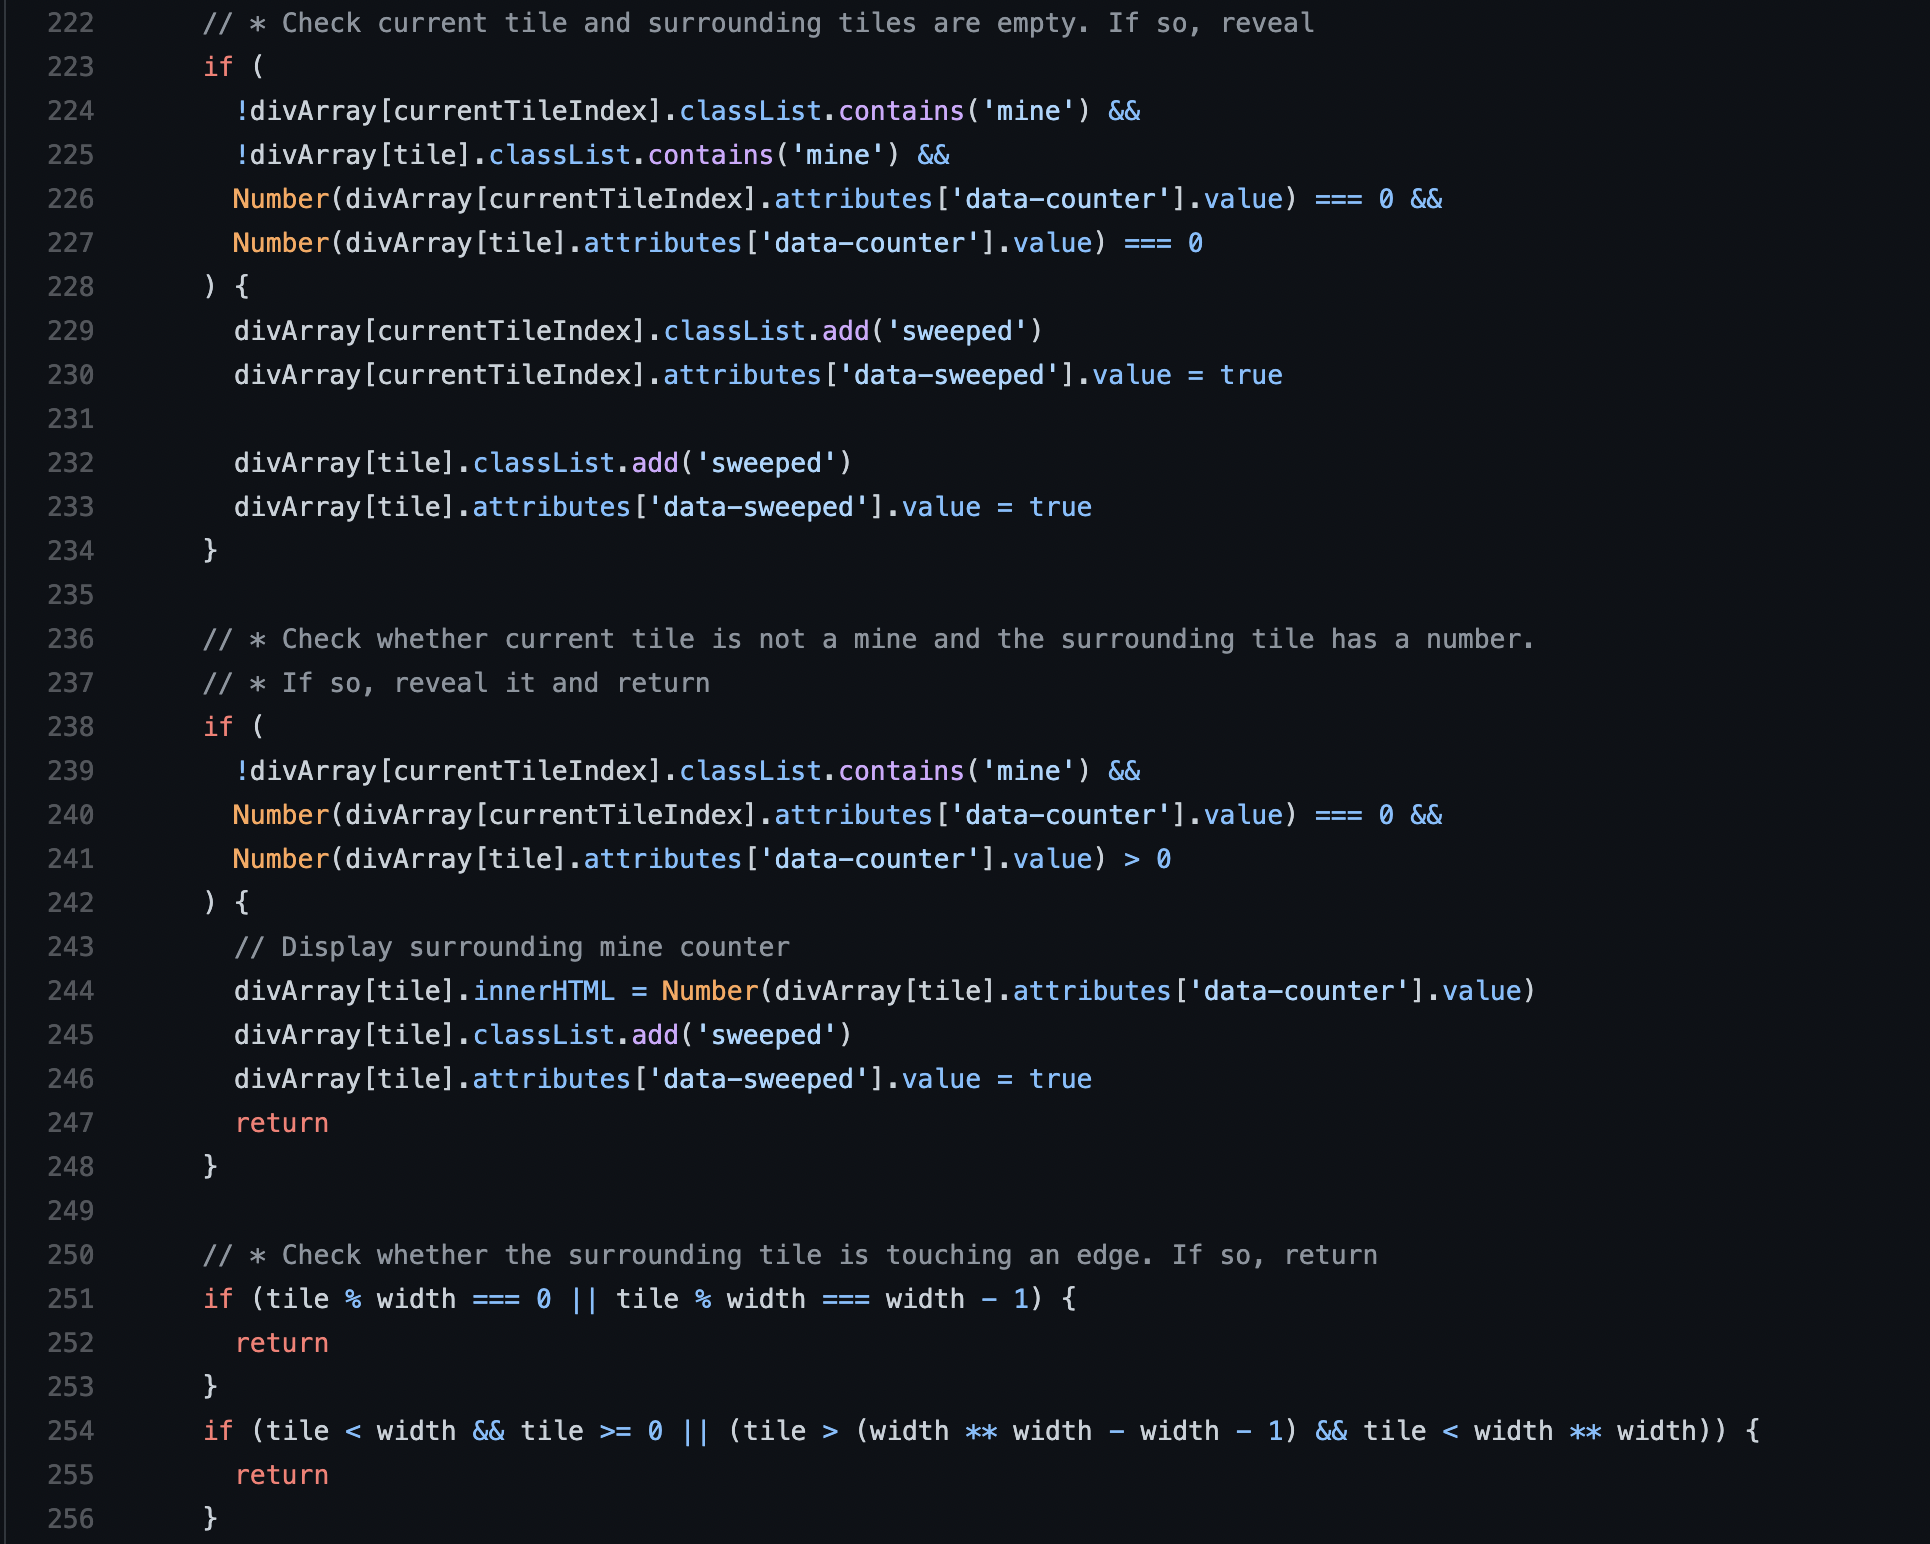 222 // * Check current tile and surrounding tiles are empty. If so, reveal
223 if (
224 !divArray[currentTileIndex].classList.contains('mine') &&
225 !divArray[tile].classList.contains('mine') &&
226 Number(divArray[currentTileIndex].attributes['data-counter'].value) === 0 &&
227 Number(divArray[tile].attributes['data-counter'].value) === 0
228 ) {
229 divArray[currentTileIndex].classList.add('sweeped')
230 divArray[currentTileIndex].attributes['data-sweeped'].value = true
231
232 divArray[tile].classList.add('sweeped')
233 divArray[tile].attributes['data-sweeped'].value = true
234 }
235
236 // * Check whether current tile is not a mine and the surrounding tile has a number.
237 // * If so, reveal it and return
238 if (
239 !divArray[currentTileIndex].classList.contains('mine') &&
240 Number(divArray[currentTileIndex].attributes['data-counter'].value) === 0 &&
241 Number(divArray[tile].attributes['data-counter'].value) > 0
242 ) {
243 // Display surrounding mine counter
244 divArray[tile].innerHTML = Number(divArray[tile].attributes['data-counter'].value)
245 divArray[tile].classList.add('sweeped')
246 divArray[tile].attributes['data-sweeped'].value = true
247 return
248 }
249
250 // * Check whether the surrounding tile is touching an edge. If so, return
251 if (tile % width === 0 || tile % width === width - 1) {
252 return
253 }
254 if (tile < width && tile >= 0 || (tile > (width ** width - width - 1) && tile < width ** width)) {
255 return
256 }